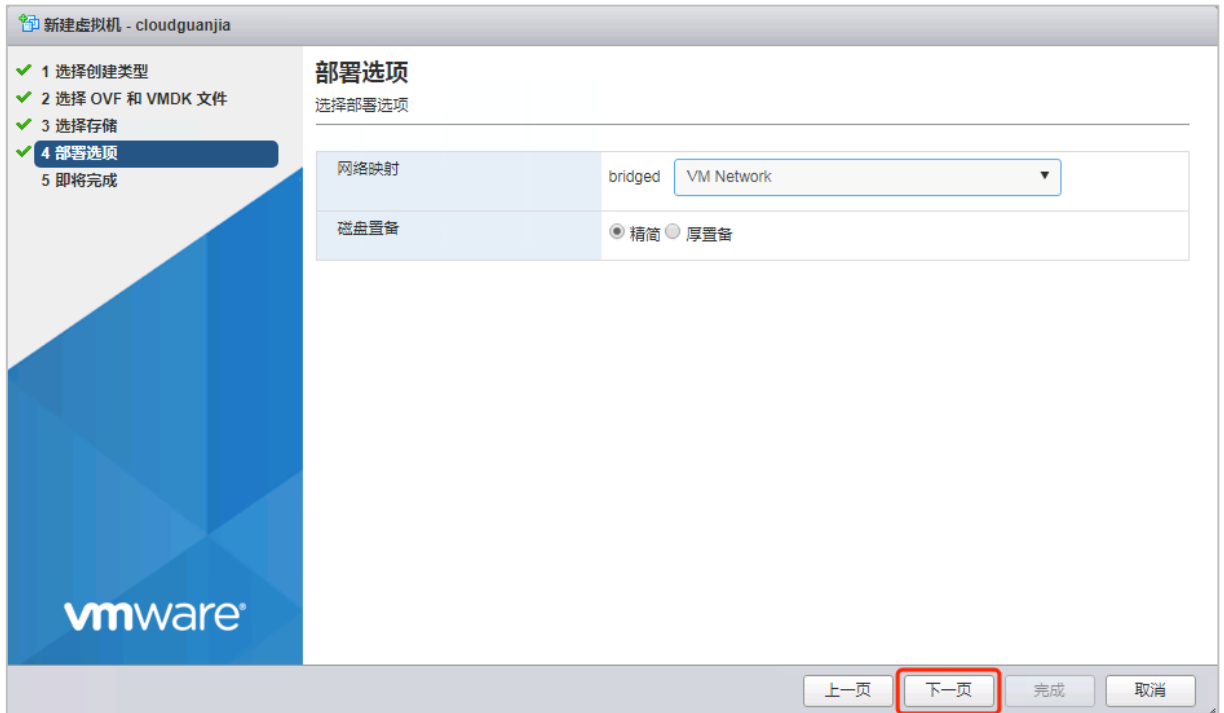 新建虚拟机 - cloudguanjia
1 选择创建类型
2 选择 OVF 和 VMDK 文件
3 选择存储
4 部署选项
5 即将完成
部署选项
选择部署选项
网络映射 bridged VM Network
磁盘置备 精简 厚置备
vmware®
上一页 下一页 完成 取消